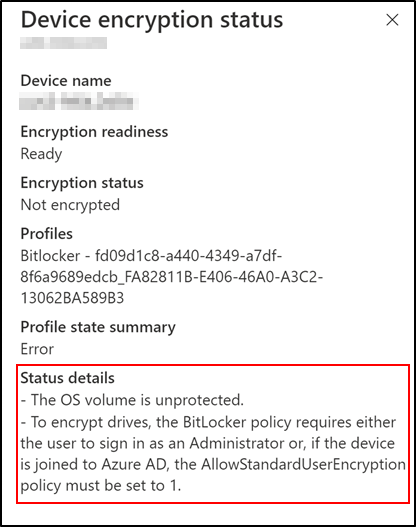 Device encryption status
Device name
Encryption readiness
Ready
Encryption status
Not encrypted
Profiles
Bitlocker - fd09d1c8-a440-4349-a7df-
8f6a9689edcb_FA82811B-E406-46A0-A3C2-
13062BA589B3
Profile state summary
Error
Status details
- The OS volume is unprotected.
- To encrypt drives, the BitLocker policy requires either
the user to sign in as an Administrator or, if the device
is joined to Azure AD, the AllowStandardUserEncryption
policy must be set to 1.